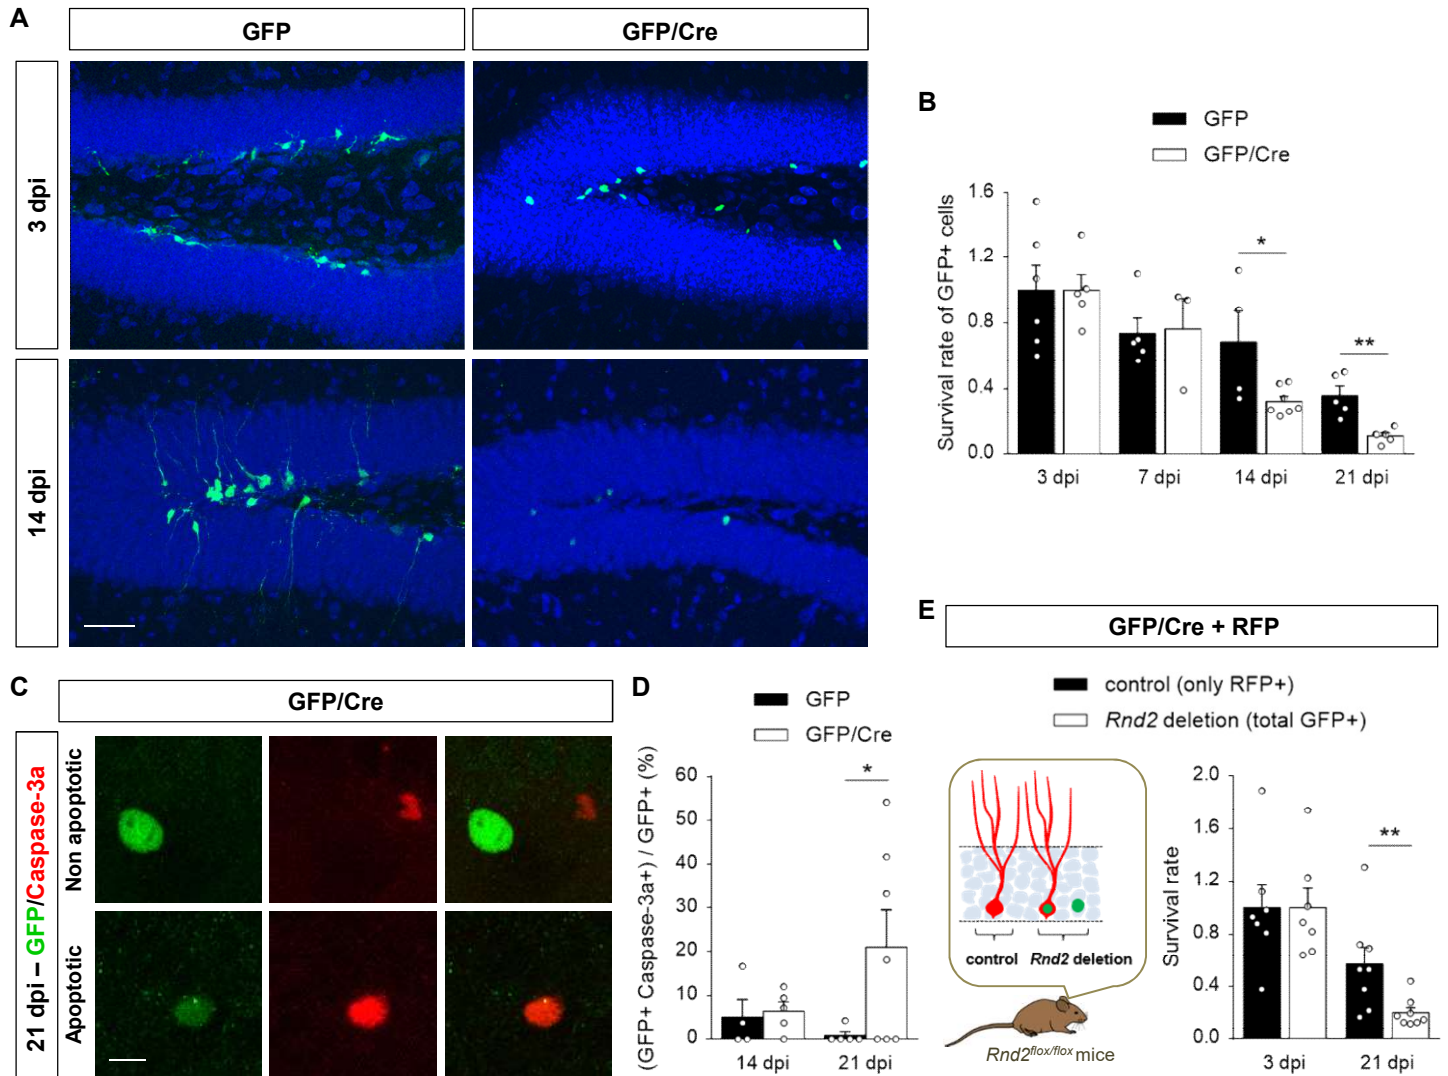 A
GFP
GFP/Cre
3 dpi
14 dpi
B
GFP
GFP/Cre
Survival rate of GFP+ cells
1.6
1.2
0.8
0.4
0.0
*
**
3 dpi
7 dpi
14 dpi
21 dpi
C
GFP/Cre
21 dpi – GFP/Caspase-3a
Non apoptotic
Apoptotic
D
GFP
GFP/Cre
(GFP+ Caspase-3a+) / GFP+ (%)
60
50
40
30
20
10
0
*
14 dpi
21 dpi
E
GFP/Cre + RFP
control (only RFP+)
Rnd2 deletion (total GFP+)
control
Rnd2 deletion
Rnd2flox/flox mice
Survival rate
2.0
1.6
1.2
0.8
0.4
0.0
**
3 dpi
21 dpi